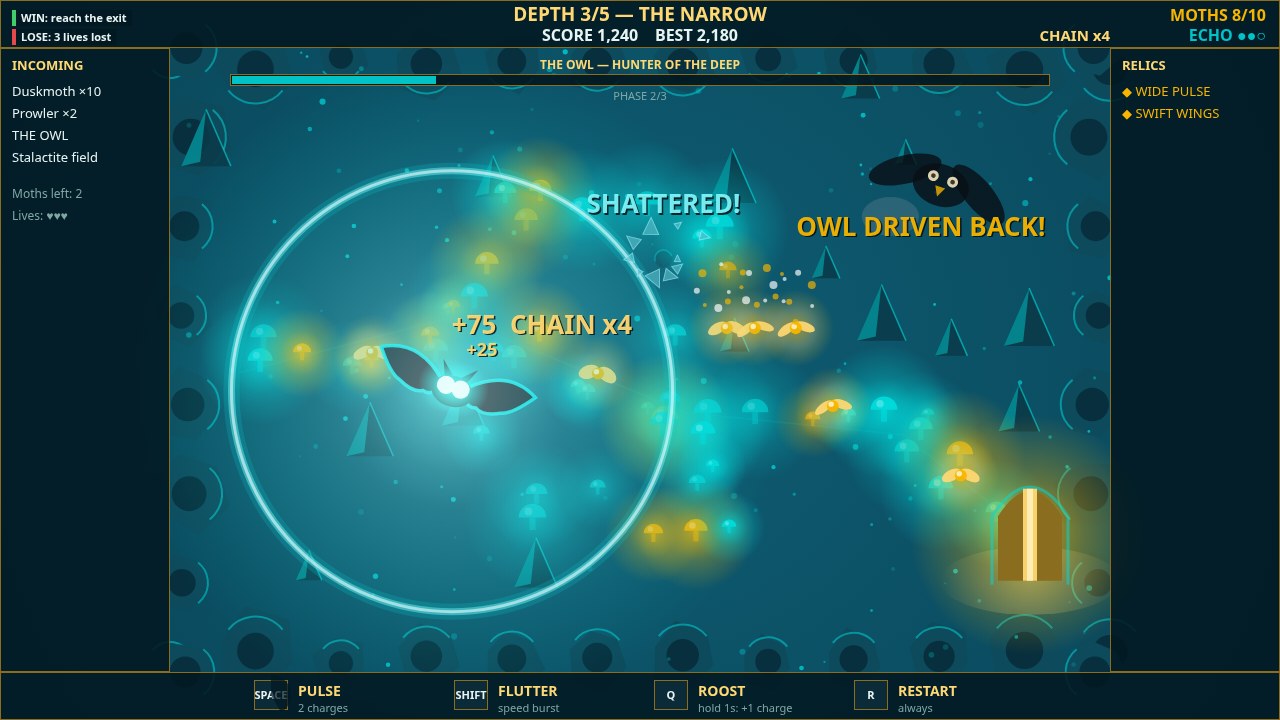 WIN: reach the exit
LOSE: 3 lives lost
DEPTH 3/5 — THE NARROW
SCORE 1,240 BEST 2,180
CHAIN x4
MOTHS 8/10
ECHO ●●○
INCOMING
Duskmoth ×10
Prowler ×2
THE OWL
Stalactite field
Moths left: 2
Lives: ♥♥♥
THE OWL — HUNTER OF THE DEEP
PHASE 2/3
RELICS
◆ WIDE PULSE
◆ SWIFT WINGS
SHATTERED!
OWL DRIVEN BACK!
+75 CHAIN x4
+25
SPACE PULSE
2 charges
SHIFT FLUTTER
speed burst
Q ROOST
hold 1s: +1 charge
R RESTART
always